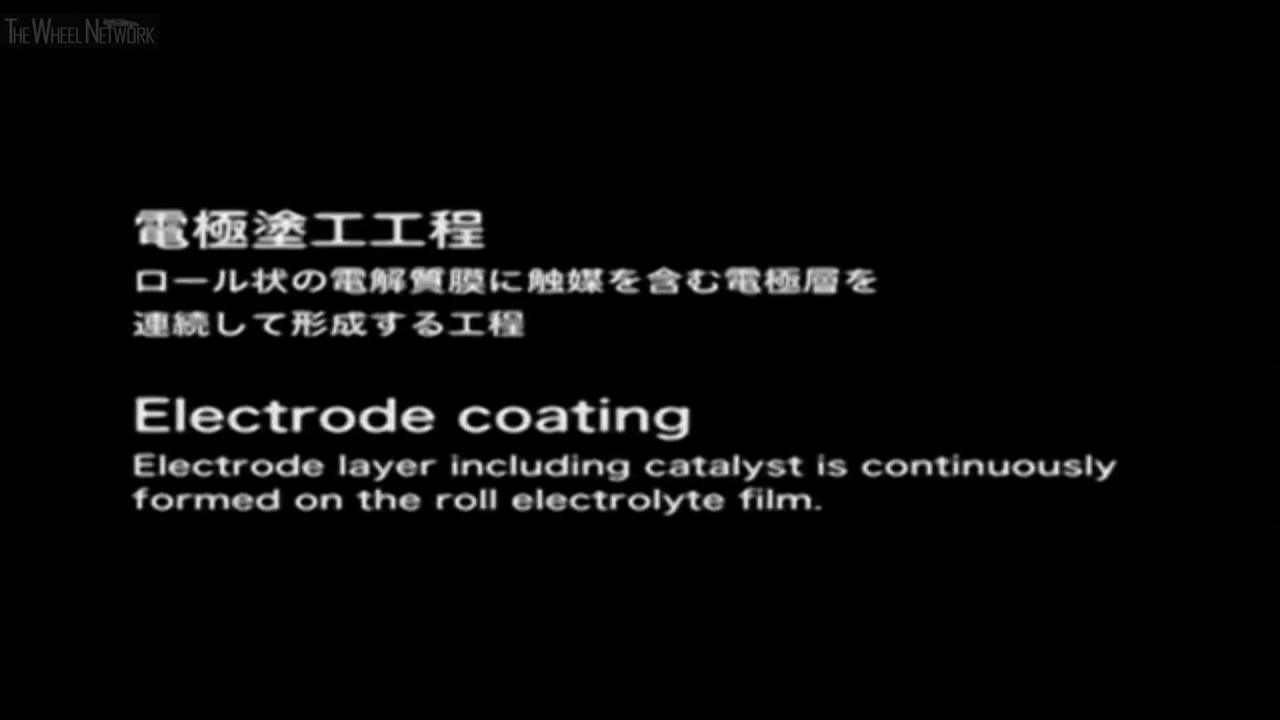 THE WHEEL NETWORK
電極塗工工程
ロール状の電解質膜に触媒を含む電極層を
連続して形成する工程
Electrode coating
Electrode layer including catalyst is continuously
formed on the roll electrolyte film.